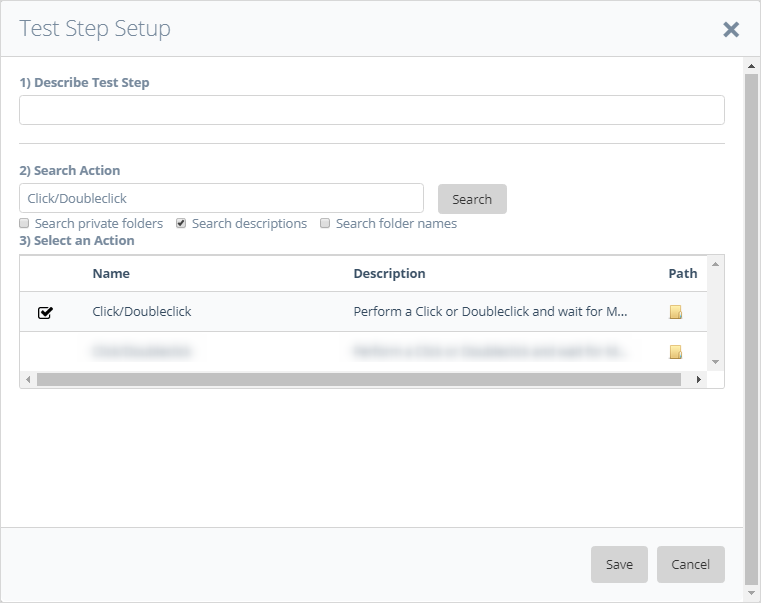 Test Step Setup
1) Describe Test Step
2) Search Action
Click/Doubleclick
Search
Search private folders Search descriptions Search folder names
3) Select an Action
Name Description Path
Click/Doubleclick Perform a Click or Doubleclick and wait for M...
Save Cancel